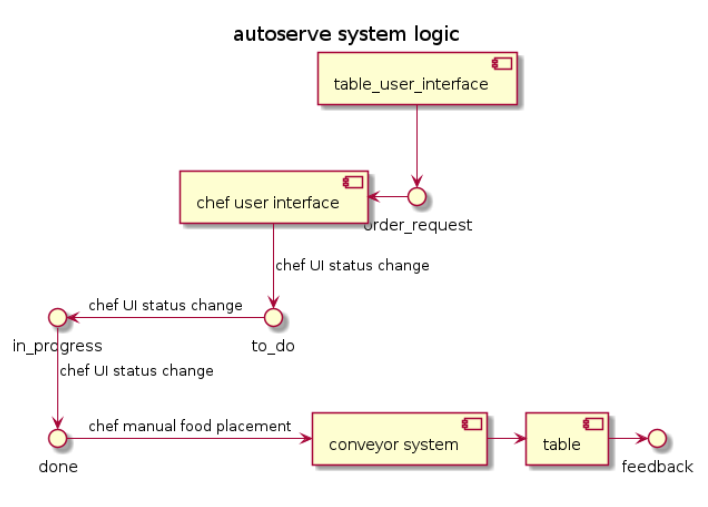 autoserve system logic
table_user_interface
chef user interface
order_request
chef UI status change
chef UI status change
in_progress
to_do
chef UI status change
chef manual food placement
conveyor system
table
done
feedback